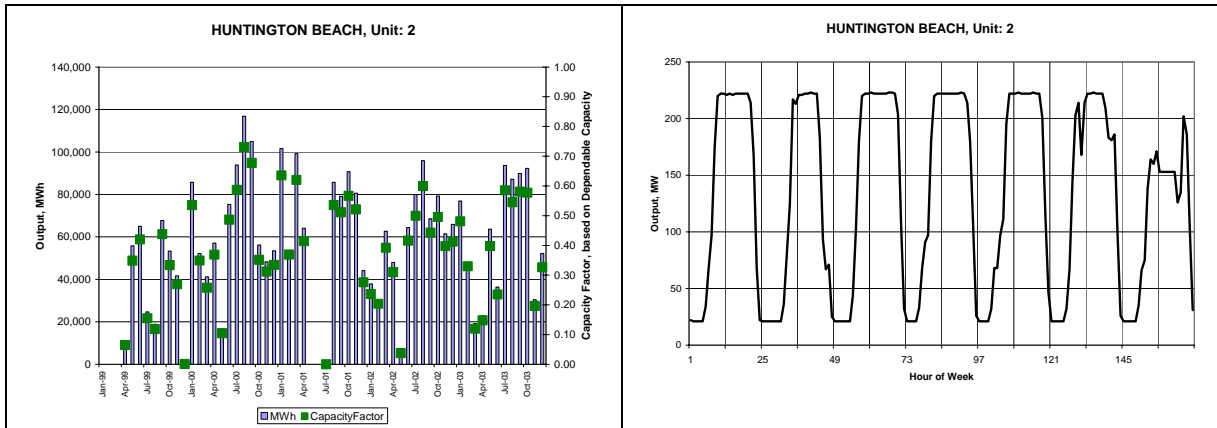 HUNTINGTON BEACH, Unit: 2
140,000
120,000
100,000
80,000
60,000
40,000
20,000
0
Output, MWh
1.00
0.90
0.80
0.70
0.60
0.50
0.40
0.30
0.20
0.10
0.00
Capacity Factor, based on Dependable Capacity
Jan-99
Apr-99
Jul-99
Oct-99
Jan-00
Apr-00
Jul-00
Oct-00
Jan-01
Apr-01
Jul-01
Oct-01
Jan-02
Apr-02
Jul-02
Oct-02
Jan-03
Apr-03
Jul-03
Oct-03
MWh
CapacityFactor
HUNTINGTON BEACH, Unit: 2
250
200
150
100
50
0
Output, MW
1
25
49
73
97
121
145
Hour of Week